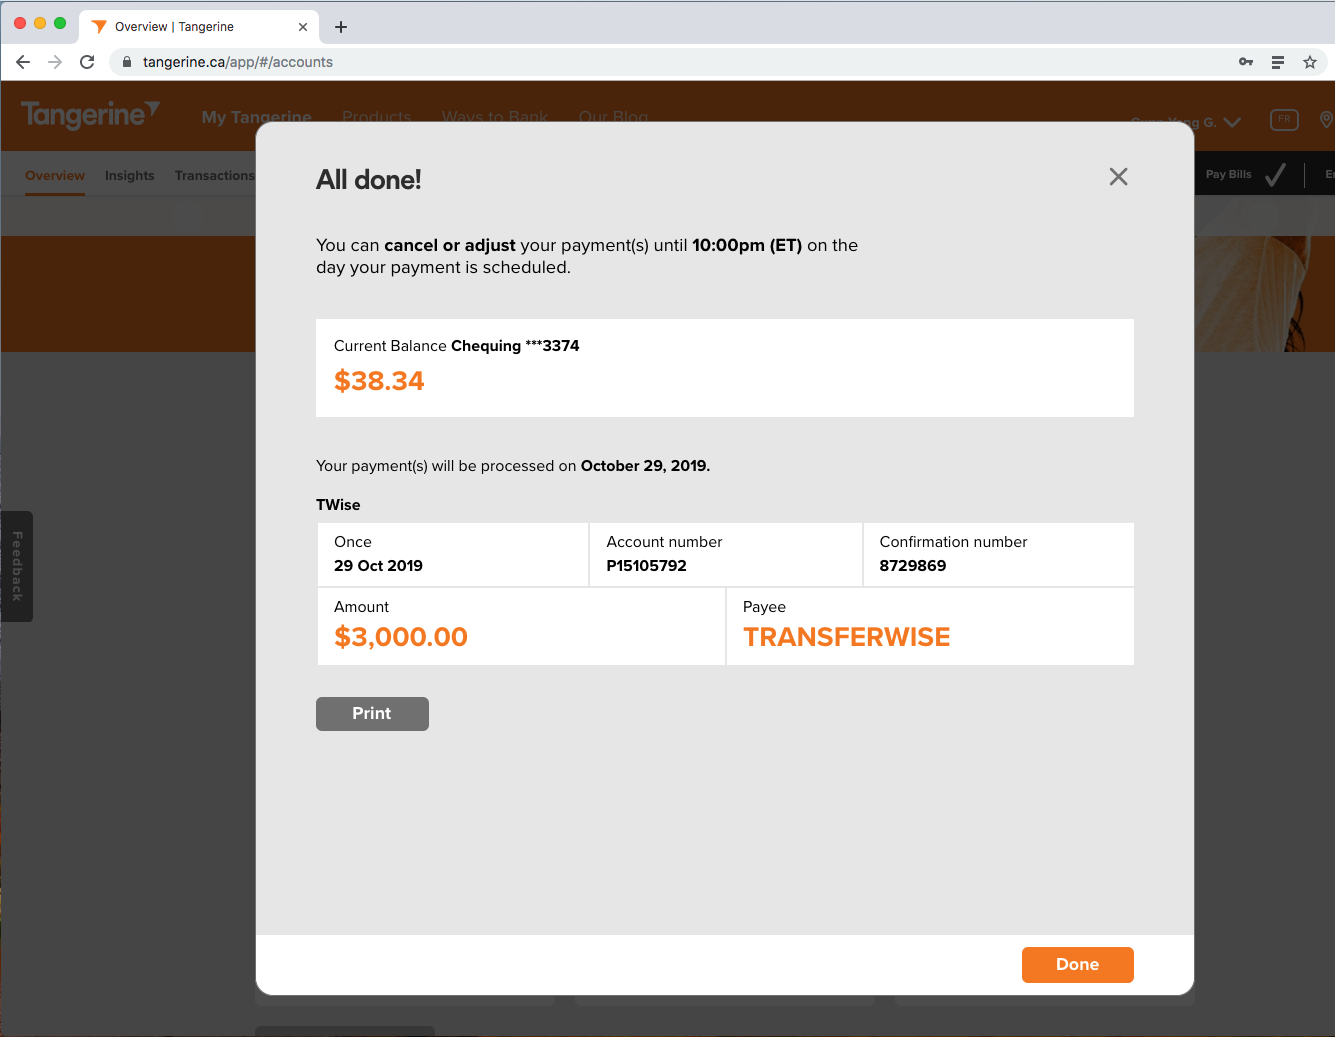 Overview | Tangerine
tangerine.ca/app/#/accounts
Tangerine
My Tangerine
Products
Ways to Bank
Our Blog
ng G.
FR
Overview
Insights
Transactions
Pay Bills
All done!
You can cancel or adjust your payment(s) until 10:00pm (ET) on the
day your payment is scheduled.
Current Balance Chequing ***3374
$38.34
Your payment(s) will be processed on October 29, 2019.
TWise
Once
29 Oct 2019
Account number
P15105792
Confirmation number
8729869
Amount
$3,000.00
Payee
TRANSFERWISE
Print
Feedback
Done